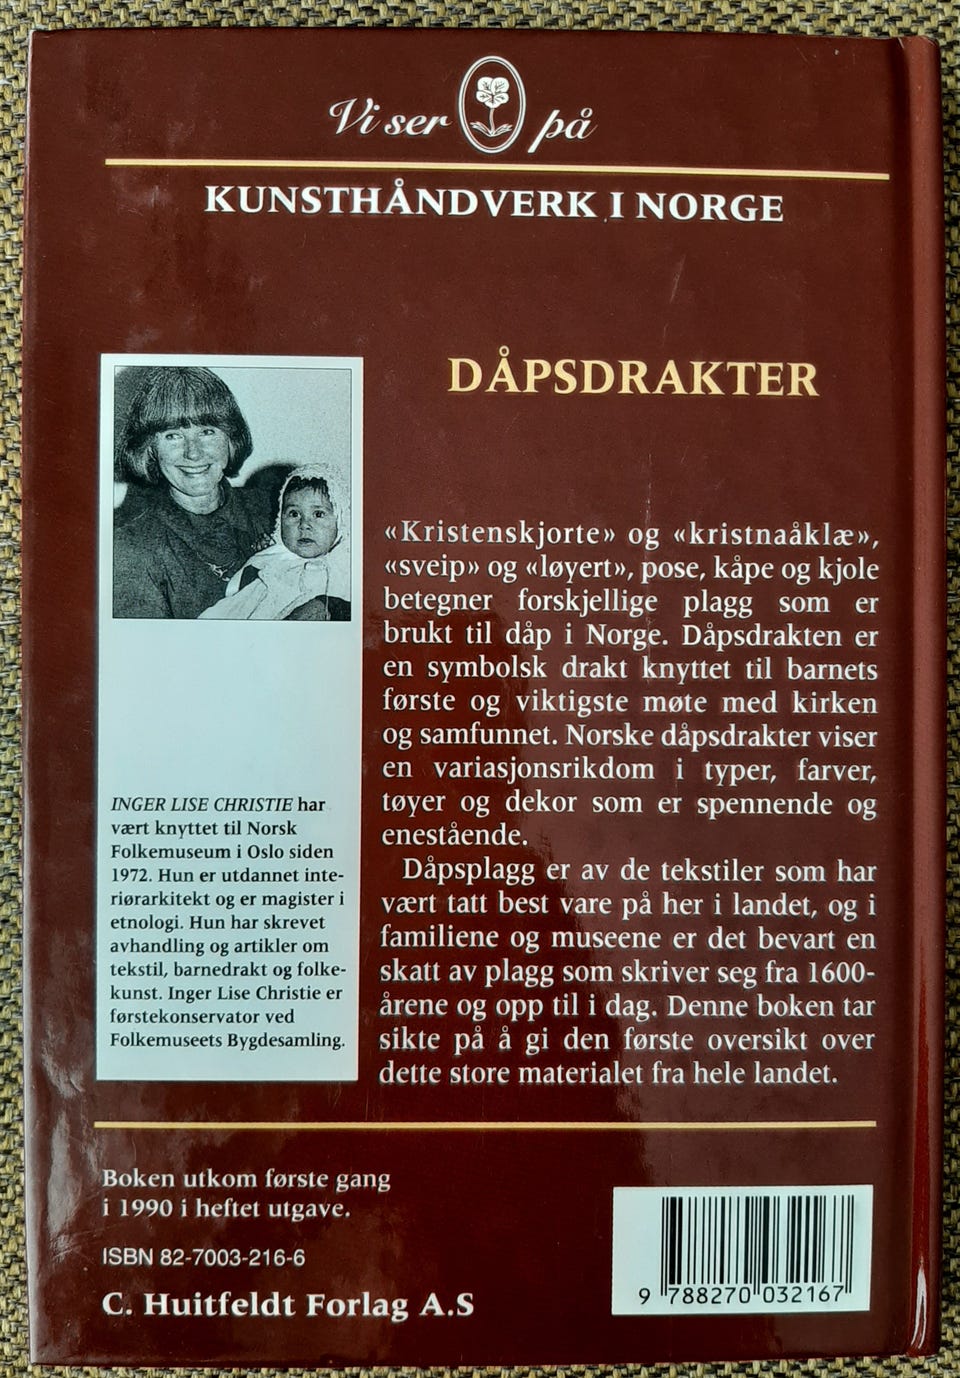 Vi ser på
KUNSTHÅNDVERK I NORGE
DÅPSDRAKTER
«Kristenskjorte» og «kristnaåklæ»,
«sveip» og «løyert», pose, kåpe og kjole
betegner forskjellige plagg som er
brukt til dåp i Norge. Dåpsdrakten er
en symbolsk drakt knyttet til barnets
første og viktigste møte med kirken
og samfunnet. Norske dåpsdrakter viser
en variasjonsrikdom i typer, farver,
tøyer og dekor som er spennende og
enestående.
Dåpsplagg er av de tekstiler som har
vært tatt best vare på her i landet, og i
familiene og museene er det bevart en
skatt av plagg som skriver seg fra 1600-
årene og opp til i dag. Denne boken tar
sikte på å gi den første oversikt over
dette store materialet fra hele landet.
INGER LISE CHRISTIE har
vært knyttet til Norsk
Folkemuseum i Oslo siden
1972. Hun er utdannet inte-
riørarkitekt og er magister i
etnologi. Hun har skrevet
avhandling og artikler om
tekstil, barnedrakt og folke-
kunst. Inger Lise Christie er
førstekonservator ved
Folkemuseets Bygdesamling.
Boken utkom første gang
i 1990 i heftet utgave.
ISBN 82-7003-216-6
C. Huitfeldt Forlag A.S
9 788270 032167